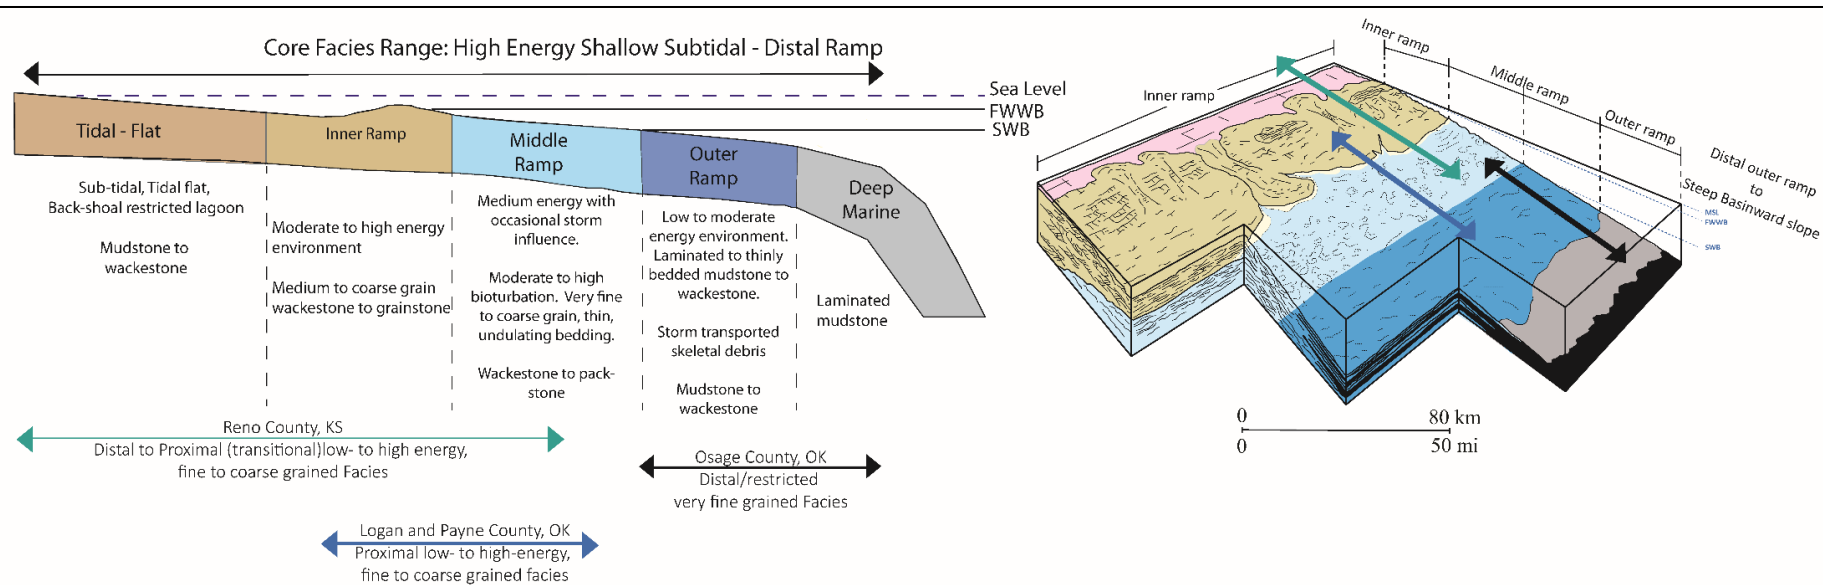 Core Facies Range: High Energy Shallow Subtidal - Distal Ramp
Sea Level
FWWB
SWB
Tidal - Flat
Inner Ramp
Middle
Ramp
Outer
Ramp
Deep
Marine
Sub-tidal, Tidal flat,
Back-shoal restricted lagoon
Mudstone to
wackestone
Moderate to high energy
environment
Medium to coarse grain
wackestone to grainstone
Medium energy with
occasional storm
influence.
Moderate to high
bioturbation. Very fine
to coarse grain, thin,
undulating bedding.
Wackestone to pack-
stone
Low to moderate
energy environment.
Laminated to thinly
bedded mudstone to
wackestone.
Storm transported
skeletal debris
Mudstone to
wackestone
Laminated
mudstone
Reno County, KS
Distal to Proximal (transitional)low- to high energy,
fine to coarse grained Facies
Osage County, OK
Distal/restricted
very fine grained Facies
Logan and Payne County, OK
Proximal low- to high-energy,
fine to coarse grained facies
Inner ramp
Inner ramp
Middle ramp
Outer ramp
Distal outer ramp
to
Steep Basinward slope
MSL
FWWB
SWB
0 80 km
0 50 mi